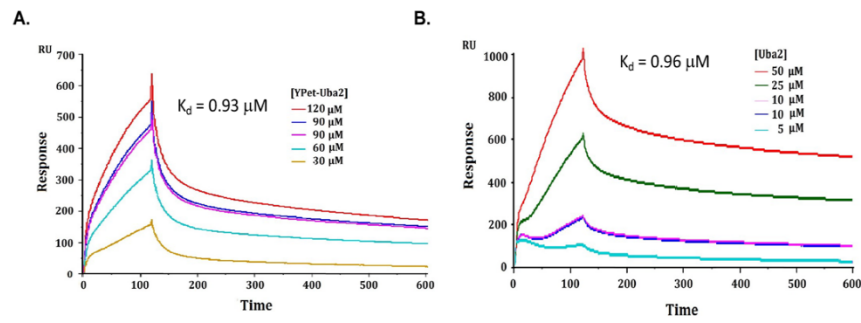 A.
RU
700
600
500
400
300
200
100
0
0
100
200
300
400
500
600
Response
Time
Kd = 0.93 μM
[YPet-Uba2]
120 μM
90 μM
90 μM
60 μM
30 μM
B.
RU
1000
800
600
400
200
0
0
100
200
300
400
500
600
Response
Time
Kd = 0.96 μM
[Uba2]
50 μM
25 μM
10 μM
10 μM
5 μM